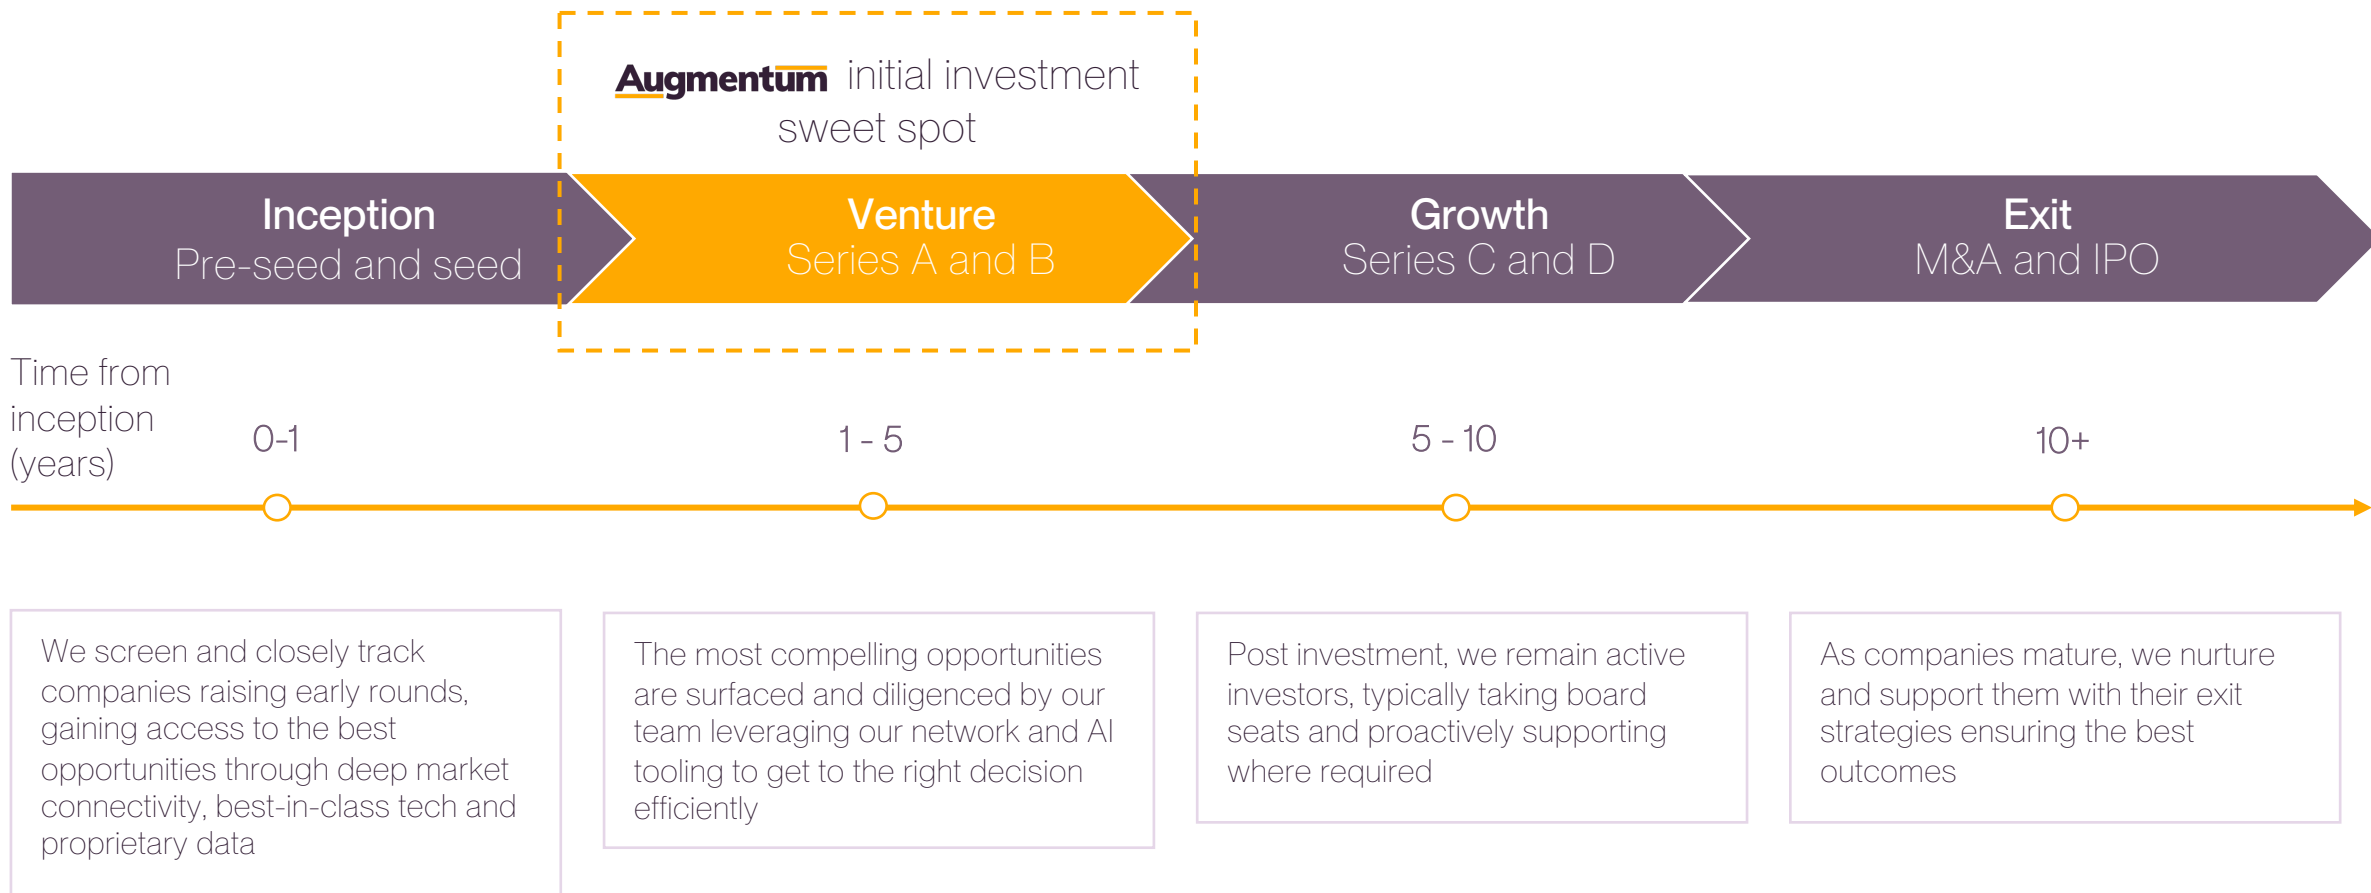 Augmentum initial investment
sweet spot
Inception
Pre-seed and seed
Venture
Series A and B
Growth
Series C and D
Exit
M&A and IPO
Time from
inception
(years)
0-1
1 - 5
5 - 10
10+
We screen and closely track
companies raising early rounds,
gaining access to the best
opportunities through deep market
connectivity, best-in-class tech and
proprietary data
The most compelling opportunities
are surfaced and diligenced by our
team leveraging our network and AI
tooling to get to the right decision
efficiently
Post investment, we remain active
investors, typically taking board
seats and proactively supporting
where required
As companies mature, we nurture
and support them with their exit
strategies ensuring the best
outcomes